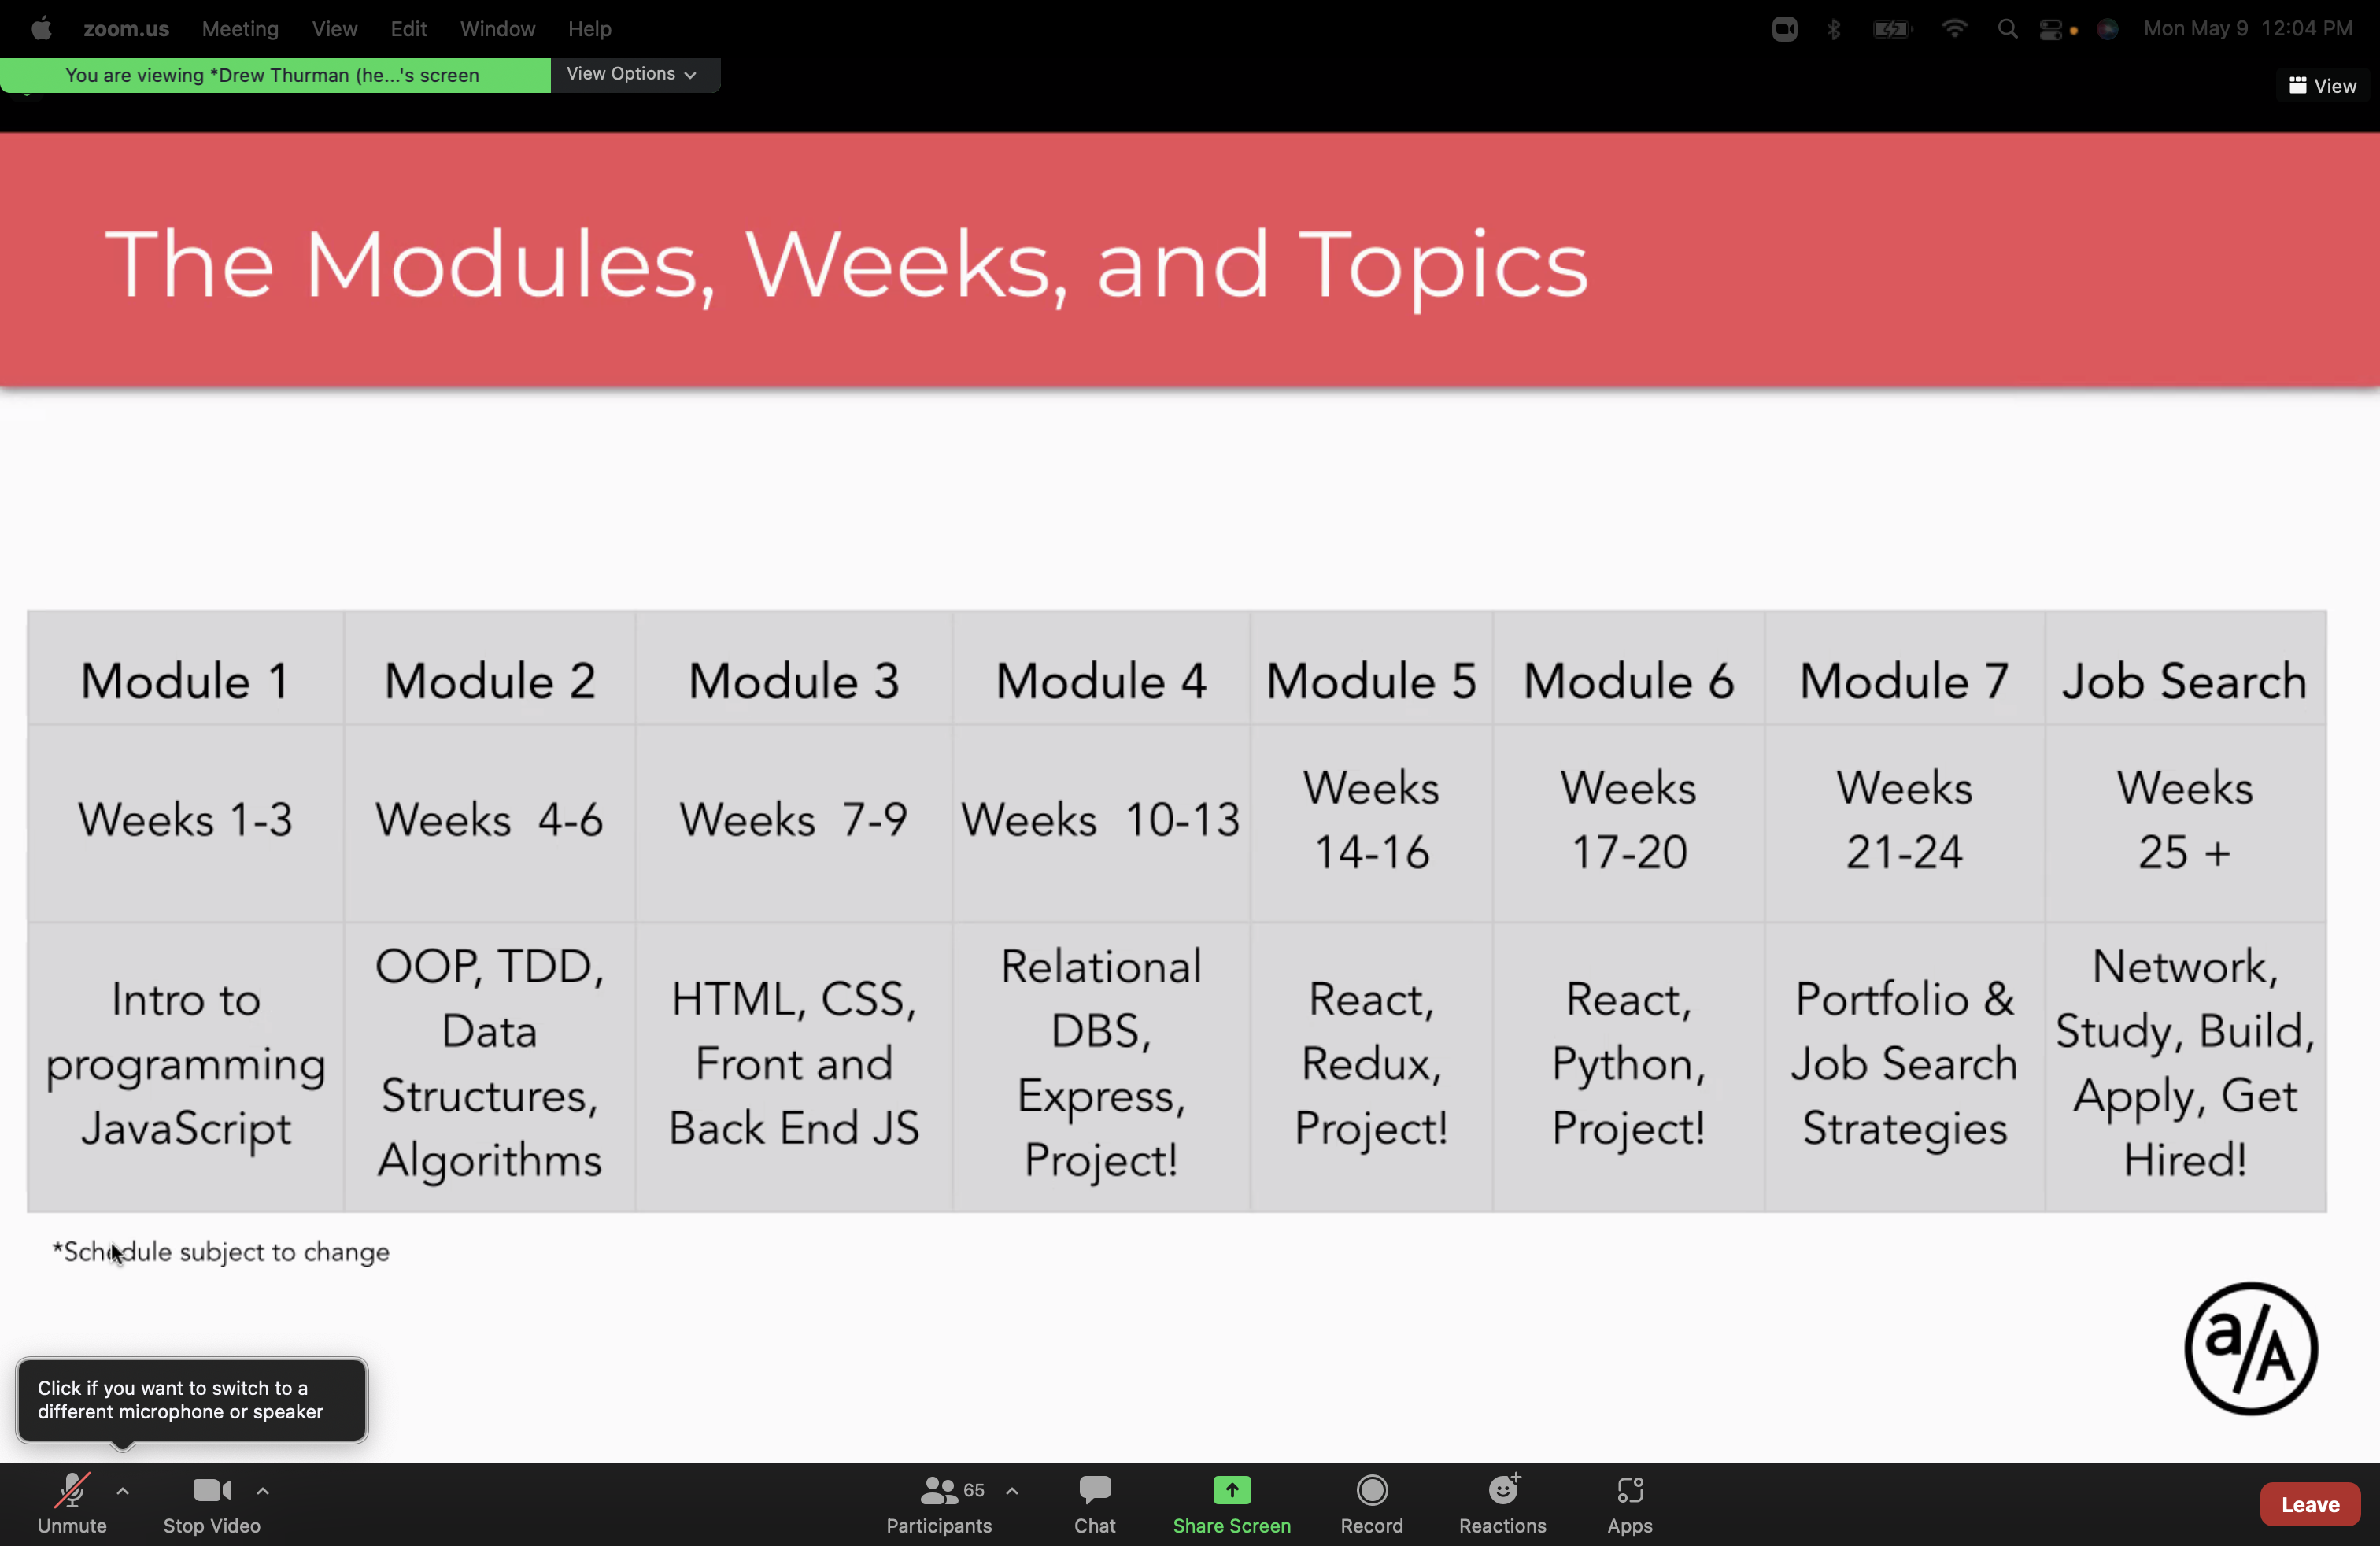 zoom.us Meeting View Edit Window Help Mon May 9 12:04 PM
You are viewing *Drew Thurman (he...'s screen View Options
View
The Modules, Weeks, and Topics
Module 1 Module 2 Module 3 Module 4 Module 5 Module 6 Module 7 Job Search
Weeks 1-3
Weeks 4-6
Weeks 7-9
Weeks 10-13
Weeks
14-16
Weeks
17-20
Weeks
21-24
Weeks
25 +
Intro to
programming
JavaScript
OOP, TDD,
Data
Structures,
Algorithms
HTML, CSS,
Front and
Back End JS
Relational
DBS,
Express,
Project!
React,
Redux,
Project!
React,
Python,
Project!
Portfolio &
Job Search
Strategies
Network,
Study, Build,
Apply, Get
Hired!
*Schedule subject to change
a/A
Click if you want to switch to a
different microphone or speaker
65
Unmute Stop Video Participants Chat Share Screen Record Reactions Apps Leave